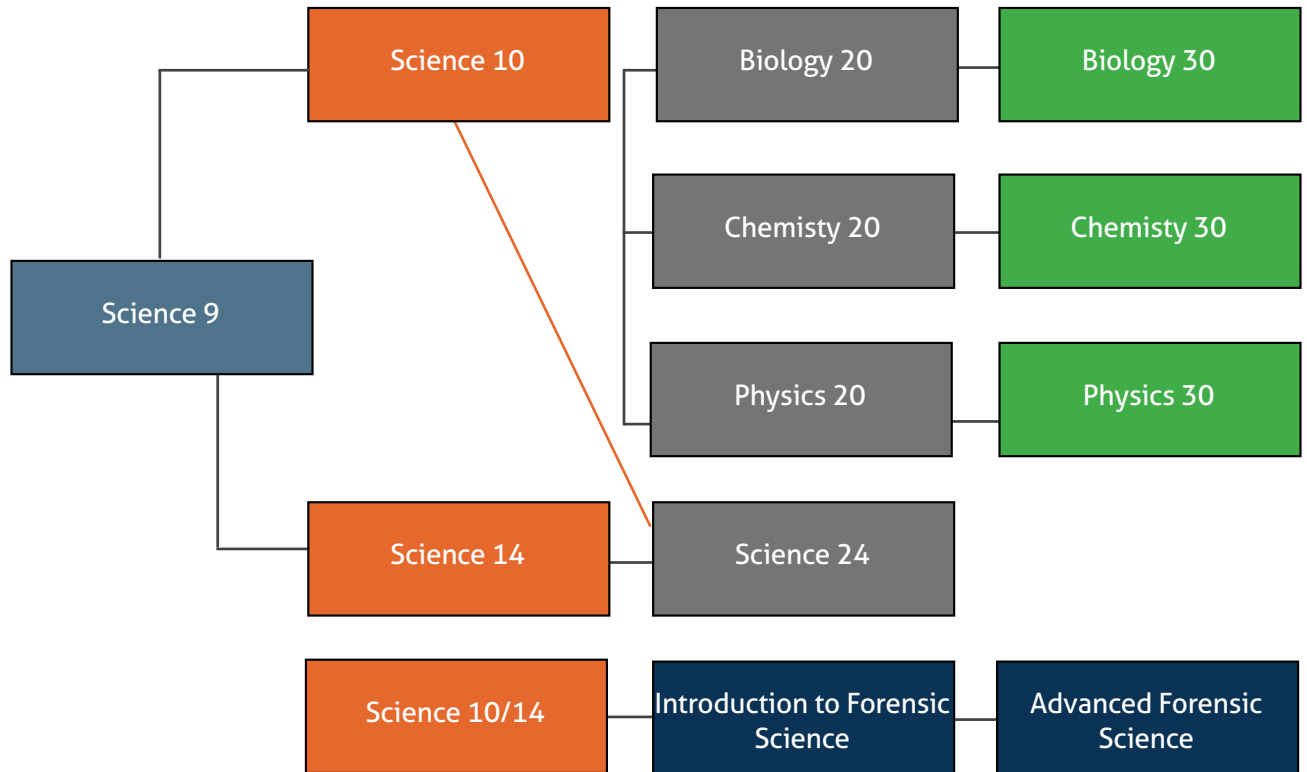 Science 10
Biology 20
Biology 30
Chemisty 20
Chemisty 30
Science 9
Physics 20
Physics 30
Science 14
Science 24
Science 10/14
Introduction to Forensic
Science
Advanced Forensic
Science